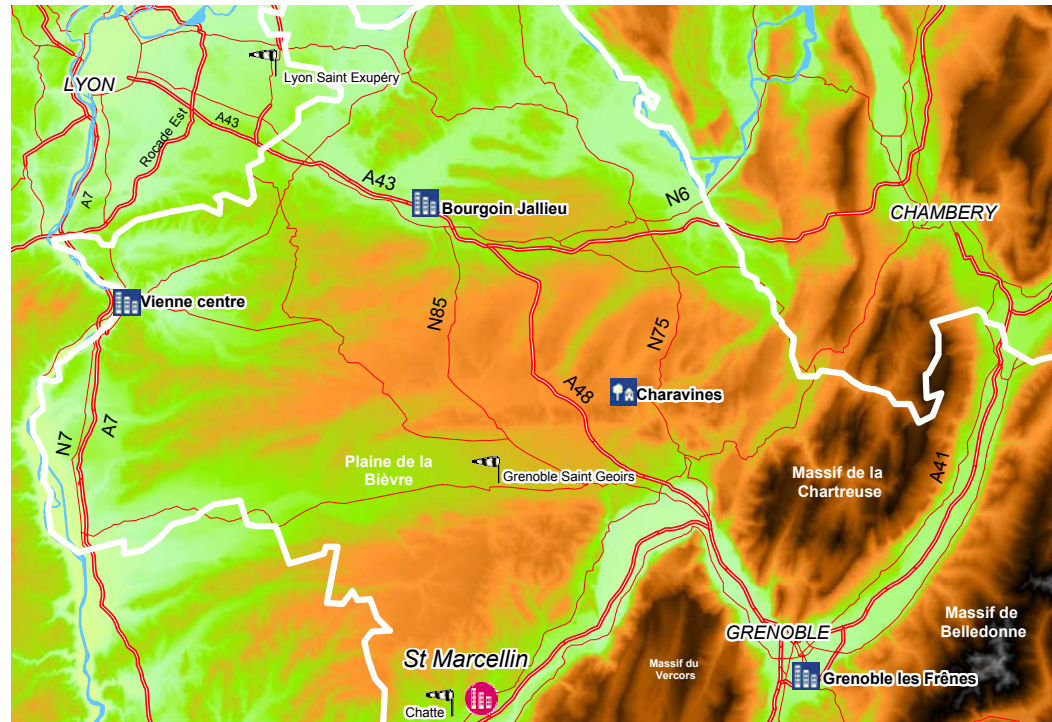 LYON
Lyon Saint Exupéry
A43
Rocade Est
A43
A7
Bourgoin Jallieu
N6
CHAMBERY
Vienne centre
N85
N75
A48
Charavines
N7
A7
Plaine de la
Bièvre
Grenoble Saint Geoirs
Massif de la
Chartreuse
A41
Massif de
Belledonne
GRENOBLE
St Marcellin
Massif du
Vercors
Grenoble les Frênes
Chatte